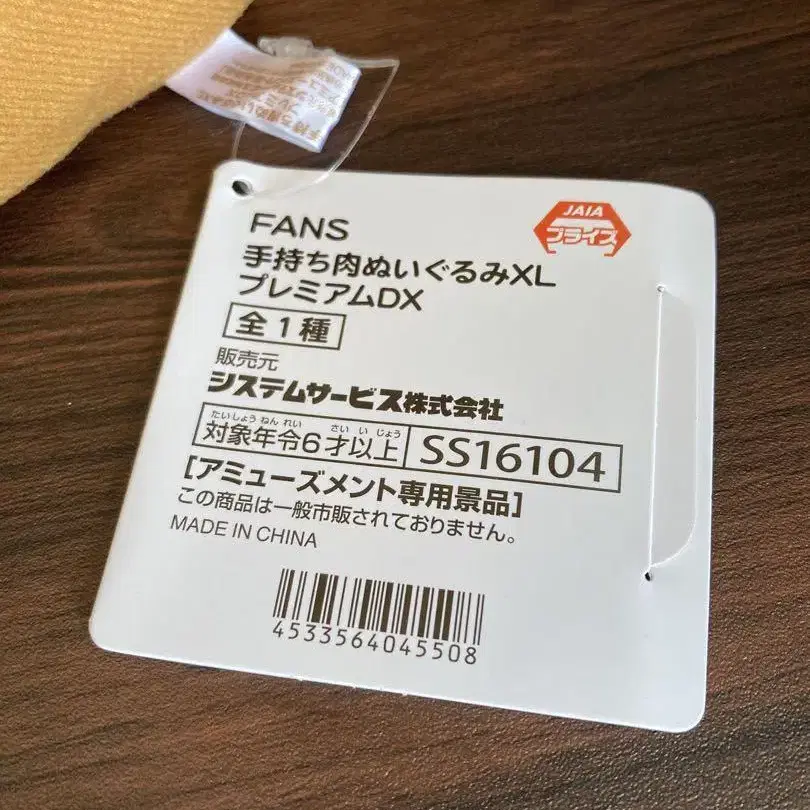 FANS
手持ち肉ぬいぐるみXL
プレミアムDX
全1種
JAIA
プライズ
販売元
システムサービス株式会社
たいしょうねんれい さいいじょう
対象年令6才以上
SS16104
[アミューズメント専用景品]
この商品は一般市販されておりません。
MADE IN CHINA
4533564045508